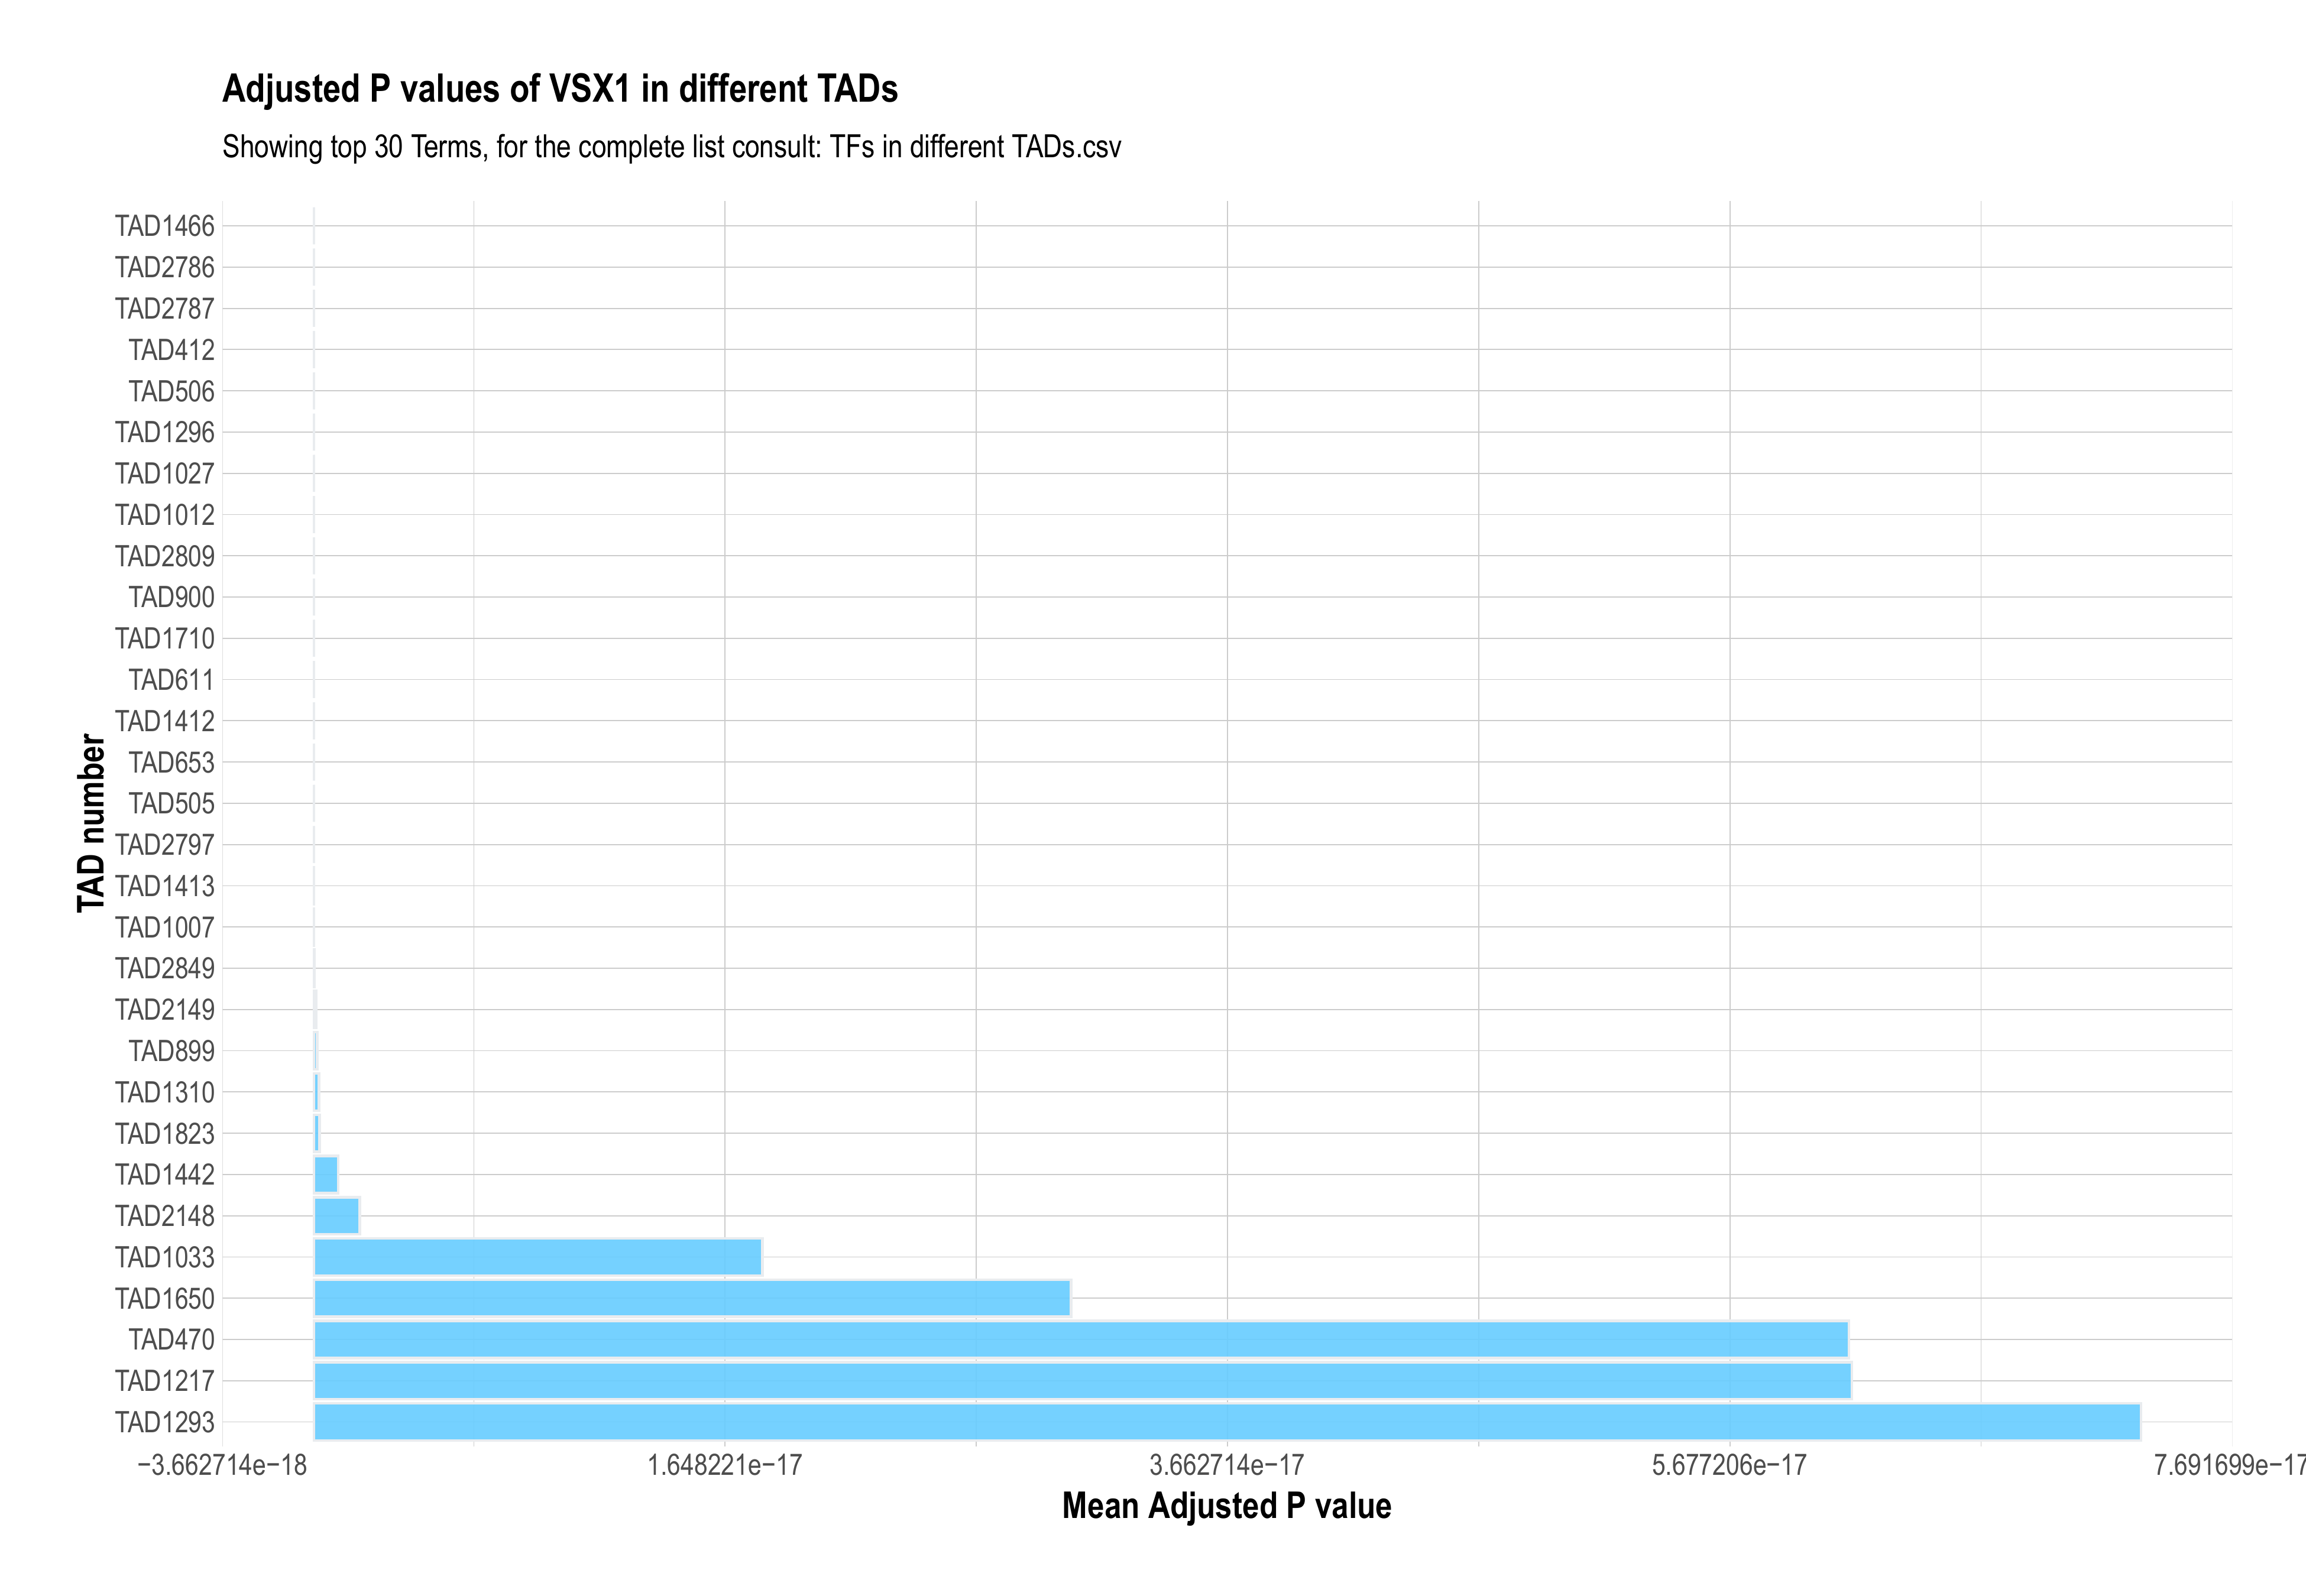 Adjusted P values of VSX1 in different TADs
Showing top 30 Terms, for the complete list consult: TFs in different TADs.csv
TAD number
TAD1466
TAD2786
TAD2787
TAD412
TAD506
TAD1296
TAD1027
TAD1012
TAD2809
TAD900
TAD1710
TAD611
TAD1412
TAD653
TAD505
TAD2797
TAD1413
TAD1007
TAD2849
TAD2149
TAD899
TAD1310
TAD1823
TAD1442
TAD2148
TAD1033
TAD1650
TAD470
TAD1217
TAD1293
−3.662714e−18 1.648221e−17 3.662714e−17 5.677206e−17 7.691699e−17
Mean Adjusted P value